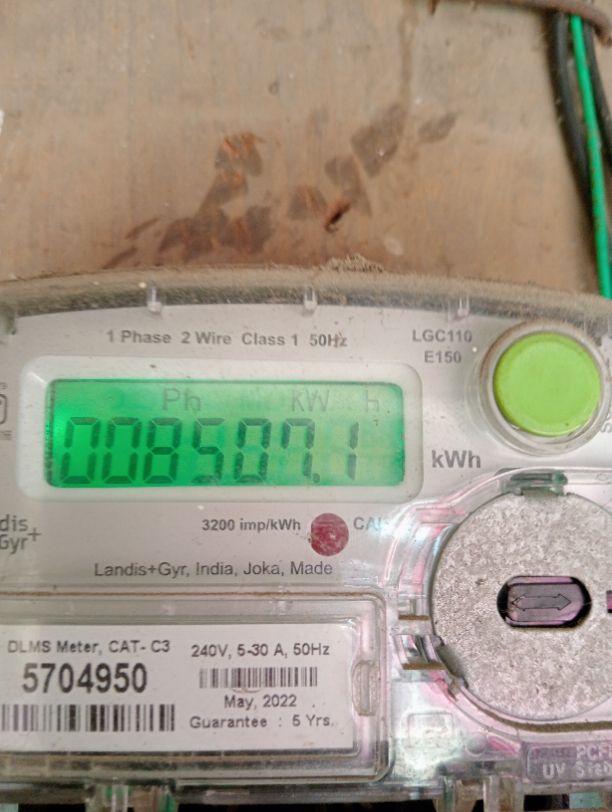 1 Phase 2 Wire Class 1 50Hz
LGC110
E150
Ph kW h
008507.1
kWh
dis
Gyr+
3200 imp/kWh
CAL
Landis+Gyr, India, Joka, Made
DLMS Meter, CAT- C3
5704950
240V, 5-30 A, 50Hz
May, 2022
Guarantee : 5 Yrs.
UV